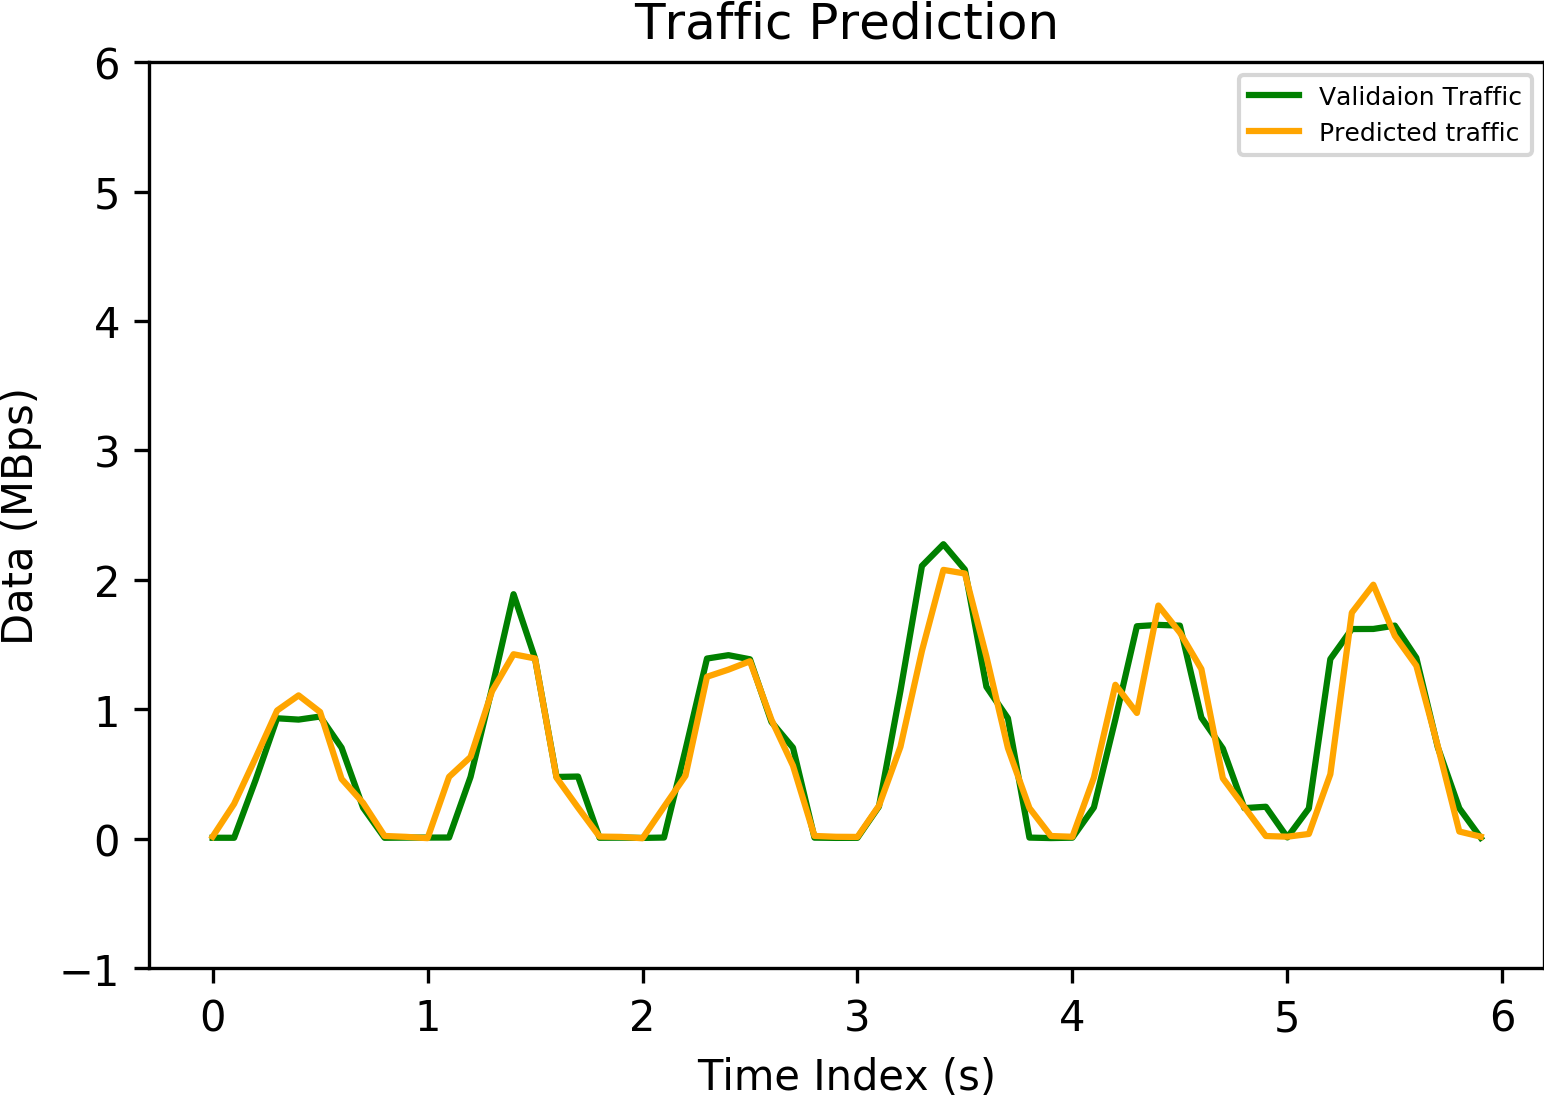 Traffic Prediction
Validaion Traffic
Predicted traffic
Data (MBps)
6
5
4
3
2
1
0
−1
0 1 2 3 4 5 6
Time Index (s)